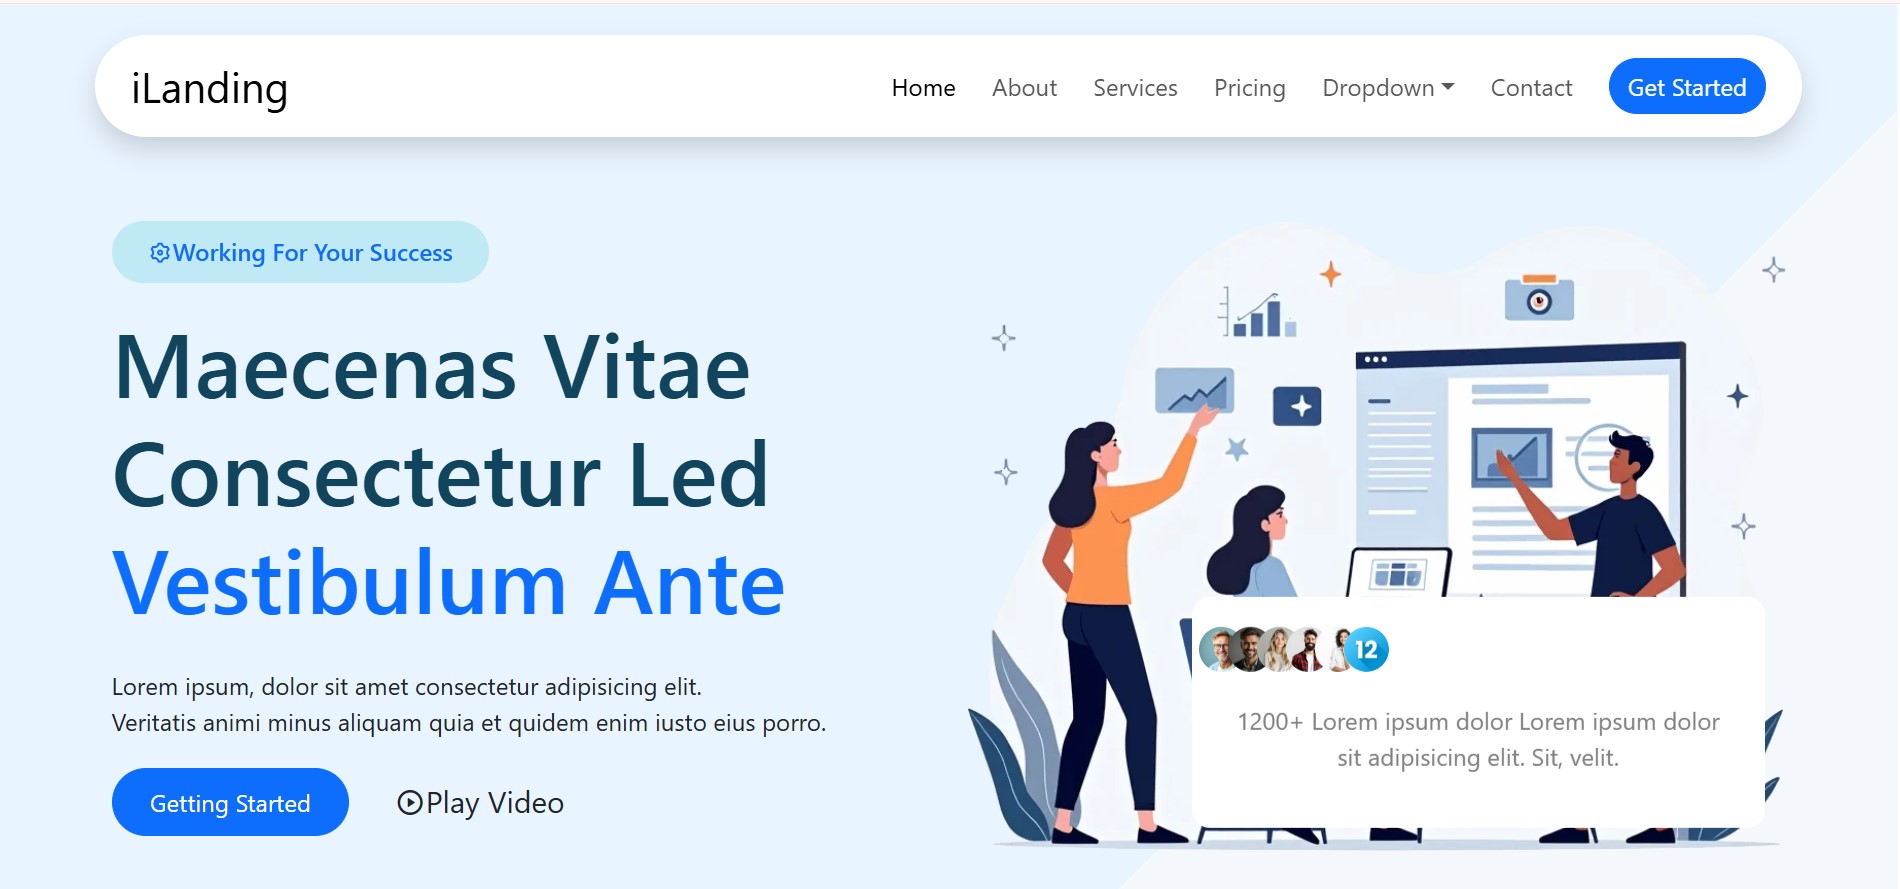 iLanding
Home About Services Pricing Dropdown Contact Get Started
Working For Your Success
Maecenas Vitae
Consectetur Led
Vestibulum Ante
Lorem ipsum, dolor sit amet consectetur adipisicing elit.
Veritatis animi minus aliquam quia et quidem enim iusto eius porro.
Getting Started
Play Video
12
1200+ Lorem ipsum dolor Lorem ipsum dolor
sit adipisicing elit. Sit, velit.